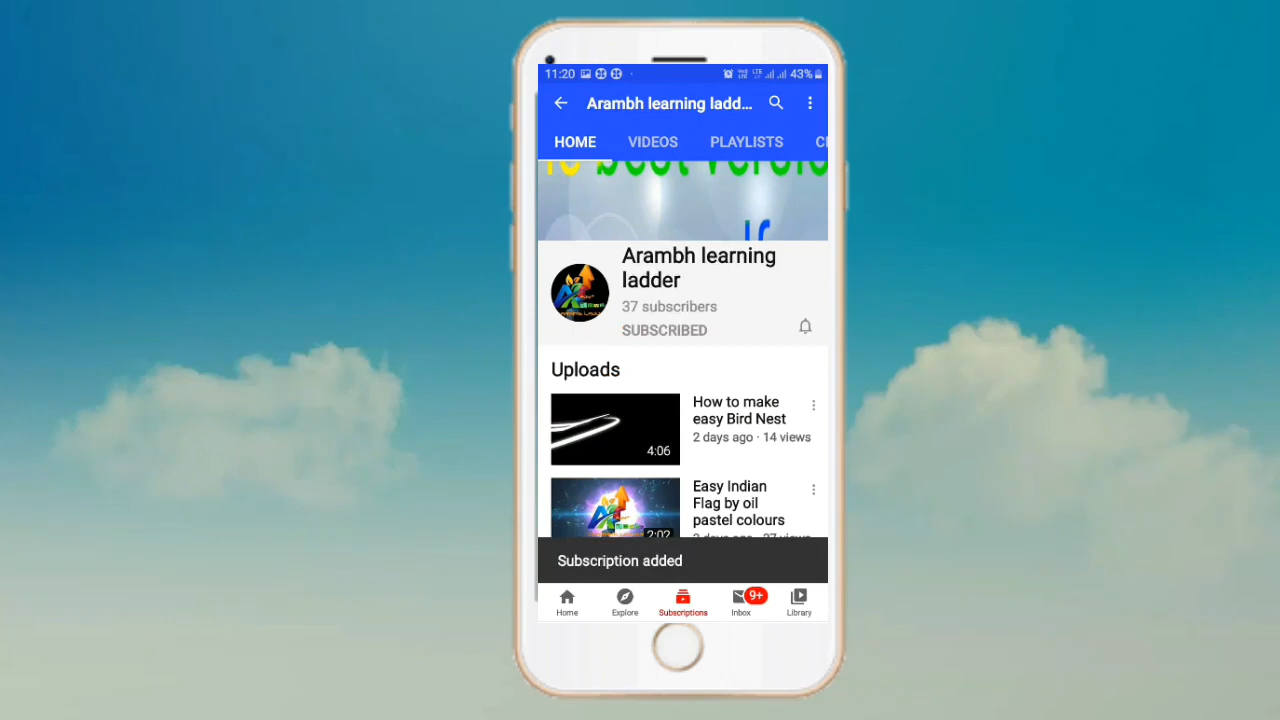 11:20 43%
Arambh learning ladd...
HOME VIDEOS PLAYLISTS
best
If
Arambh learning
ladder
37 subscribers
SUBSCRIBED
Uploads
How to make
easy Bird Nest
2 days ago · 14 views
4:06
Easy Indian
Flag by oil
pastel colours
2:02
Subscription added
Home Explore Subscriptions Inbox 9+ Library